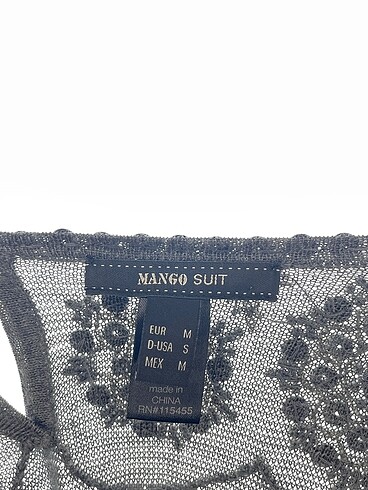 MANGO SUIT
EUR M
D-USA S
MEX M
made in
CHINA
RN#115455